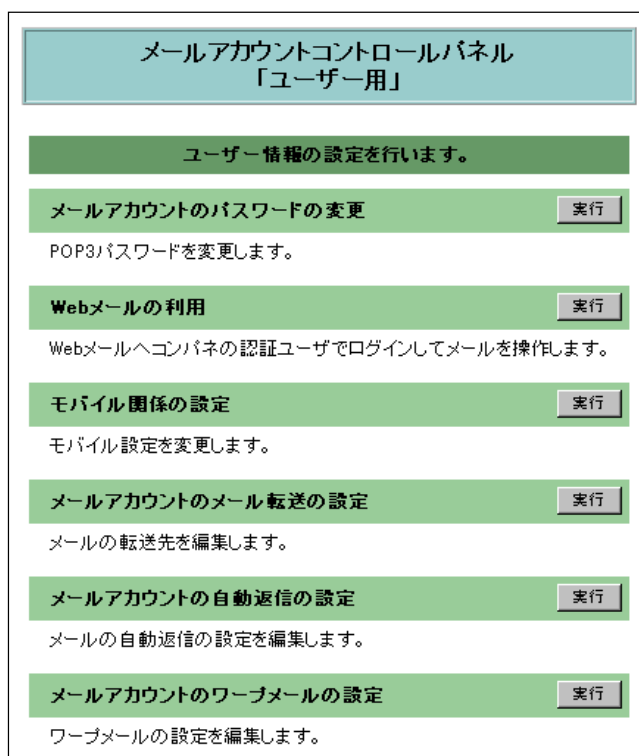 メールアカウントコントロールパネル
「ユーザー用」
ユーザー情報の設定を行います。
メールアカウントのパスワードの変更 実行
POP3パスワードを変更します。
Webメールの利用 実行
Webメールへコンパネの認証ユーザでログインしてメールを操作します。
モバイル関係の設定 実行
モバイル設定を変更します。
メールアカウントのメール転送の設定 実行
メールの転送先を編集します。
メールアカウントの自動返信の設定 実行
メールの自動返信の設定を編集します。
メールアカウントのワープメールの設定 実行
ワープメールの設定を編集します。